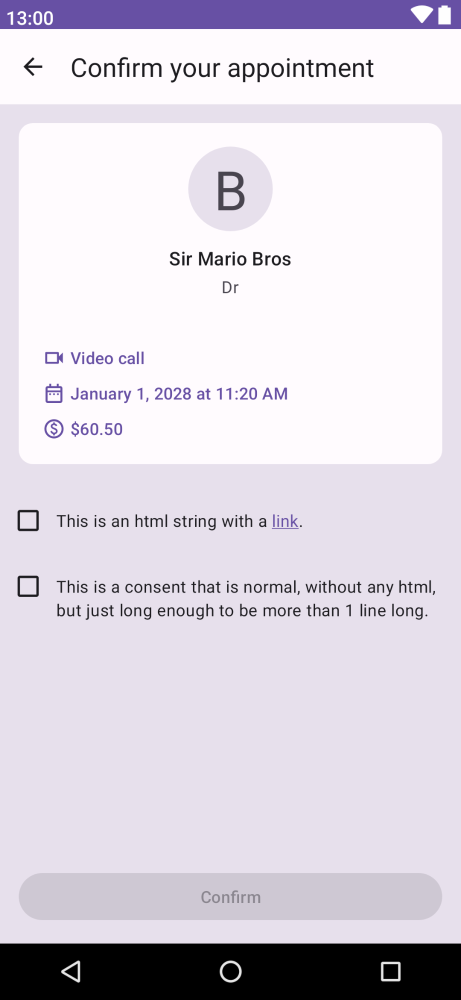 13:00
Confirm your appointment
B
Sir Mario Bros
Dr
Video call
January 1, 2028 at 11:20 AM
$60.50
This is an html string with a link.
This is a consent that is normal, without any html,
but just long enough to be more than 1 line long.
Confirm